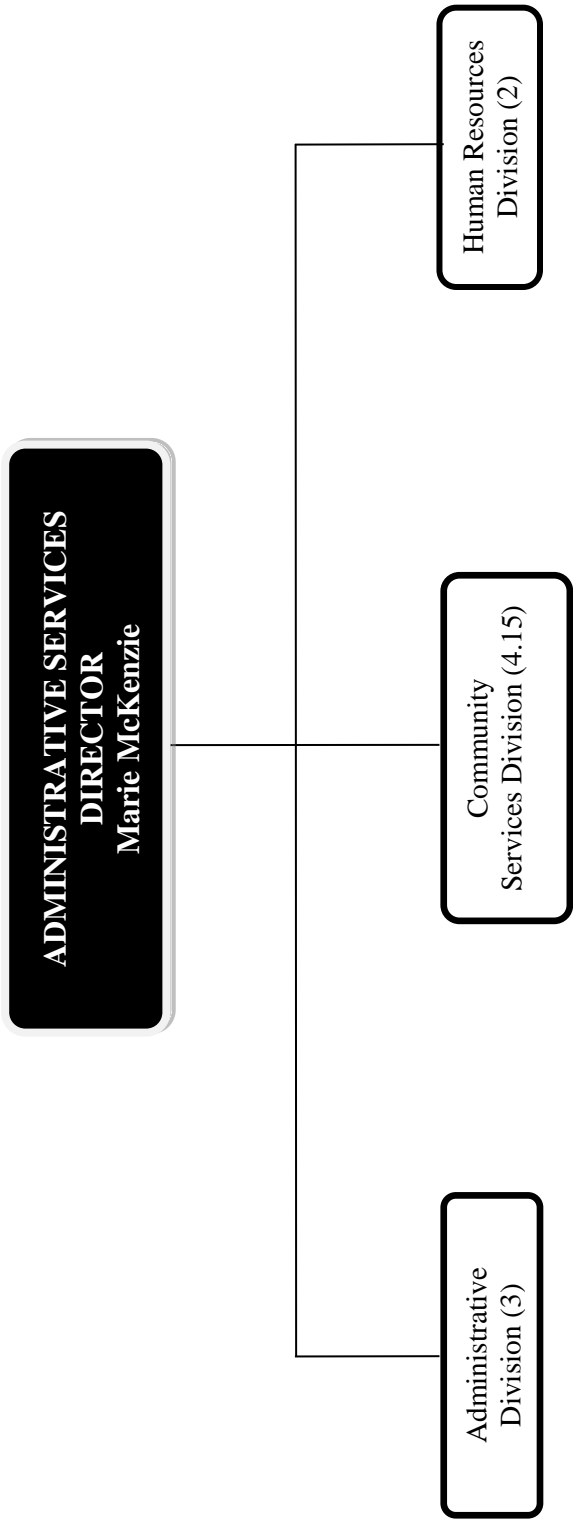 ADMINISTRATIVE SERVICES
DIRECTOR
Marie McKenzie
Administrative
Division (3)
Community
Services Division (4.15)
Human Resources
Division (2)